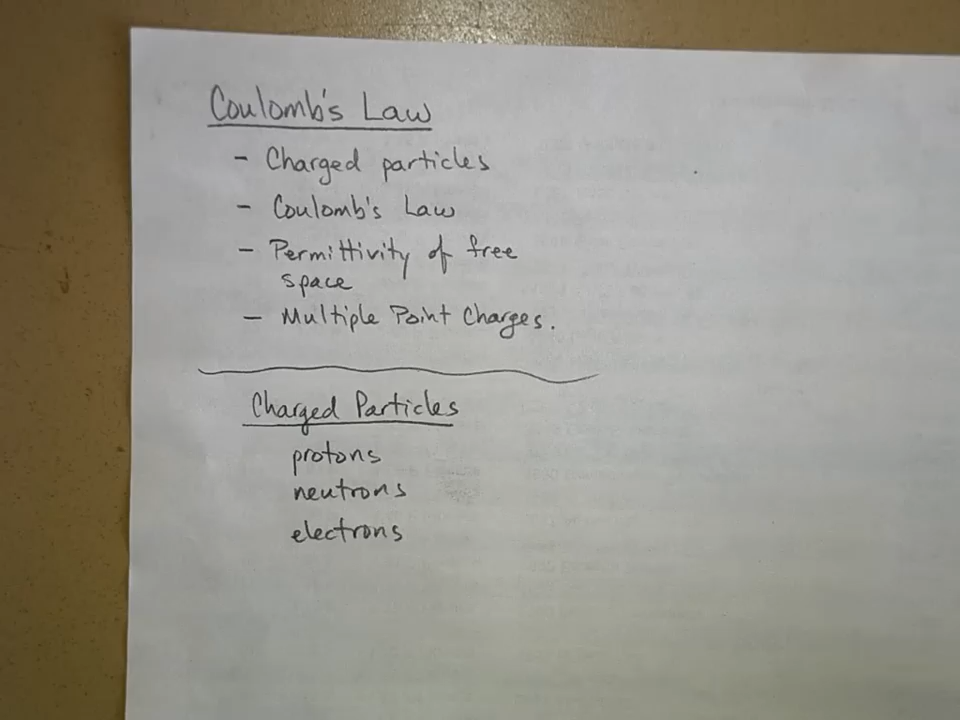 Coulomb's Law
- Charged particles
- Coulomb's Law
- Permittivity of free
space
- Multiple Point Charges.
Charged Particles
protons
neutrons
electrons